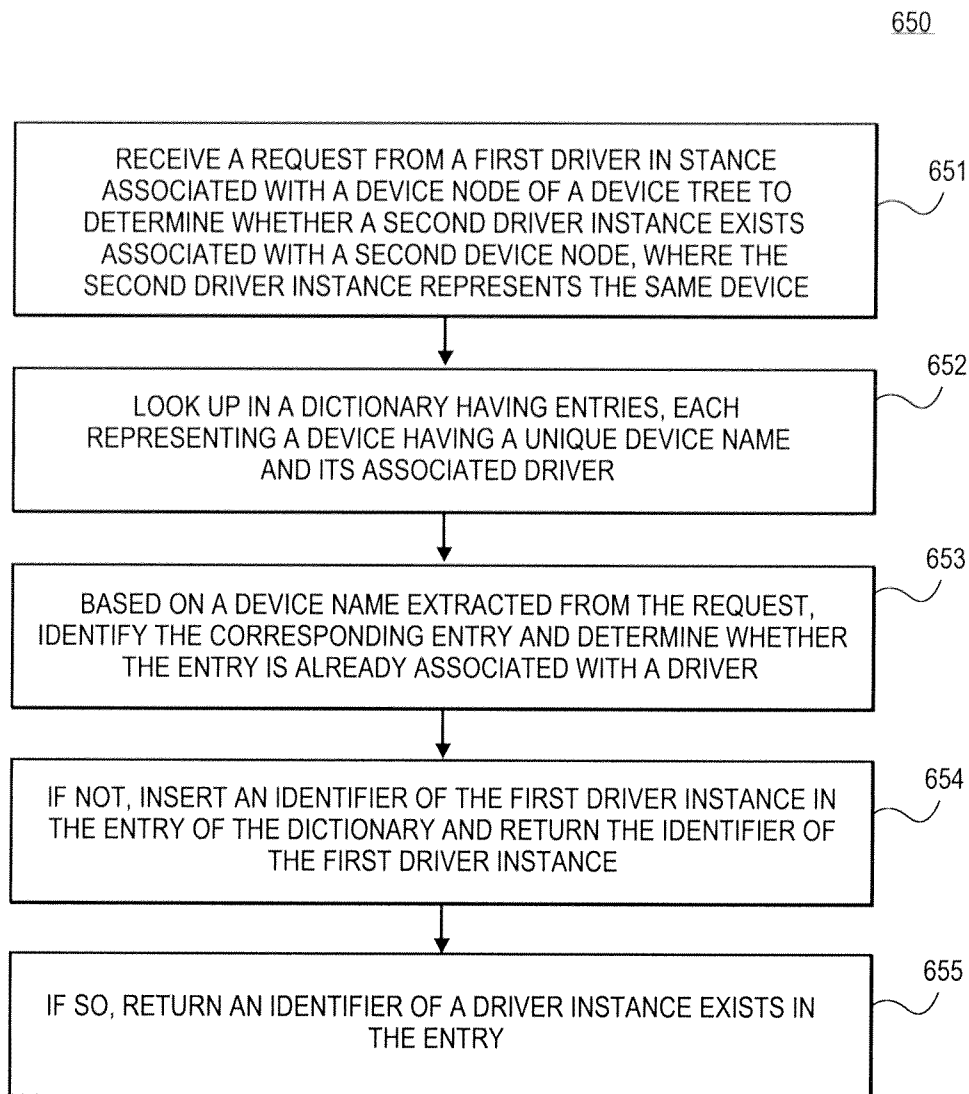 650
RECEIVE A REQUEST FROM A FIRST DRIVER IN STANCE
ASSOCIATED WITH A DEVICE NODE OF A DEVICE TREE TO
DETERMINE WHETHER A SECOND DRIVER INSTANCE EXISTS
ASSOCIATED WITH A SECOND DEVICE NODE, WHERE THE
SECOND DRIVER INSTANCE REPRESENTS THE SAME DEVICE
651
LOOK UP IN A DICTIONARY HAVING ENTRIES, EACH
REPRESENTING A DEVICE HAVING A UNIQUE DEVICE NAME
AND ITS ASSOCIATED DRIVER
652
BASED ON A DEVICE NAME EXTRACTED FROM THE REQUEST,
IDENTIFY THE CORRESPONDING ENTRY AND DETERMINE WHETHER
THE ENTRY IS ALREADY ASSOCIATED WITH A DRIVER
653
IF NOT, INSERT AN IDENTIFIER OF THE FIRST DRIVER INSTANCE IN
THE ENTRY OF THE DICTIONARY AND RETURN THE IDENTIFIER OF
THE FIRST DRIVER INSTANCE
654
IF SO, RETURN AN IDENTIFIER OF A DRIVER INSTANCE EXISTS IN
THE ENTRY
655